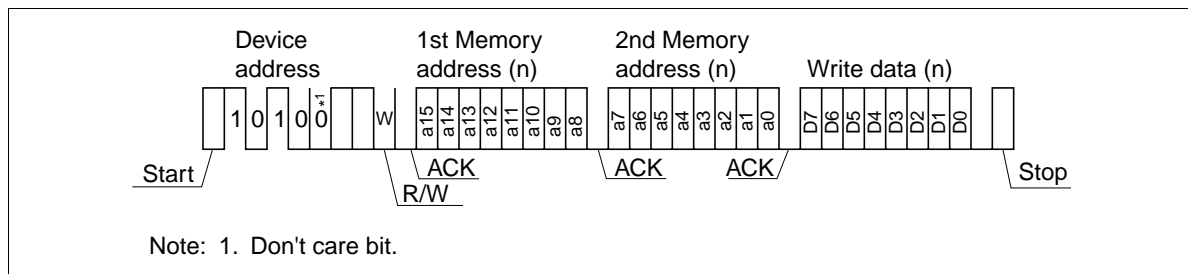 Device address
1st Memory address (n)
2nd Memory address (n)
Write data (n)
1 0 1 0 0 0*1 W a15 a14 a13 a12 a11 a10 a9 a8 a7 a6 a5 a4 a3 a2 a1 a0 D7 D6 D5 D4 D3 D2 D1 D0
Start
R/W
ACK
ACK
ACK
Stop
Note: 1. Don't care bit.